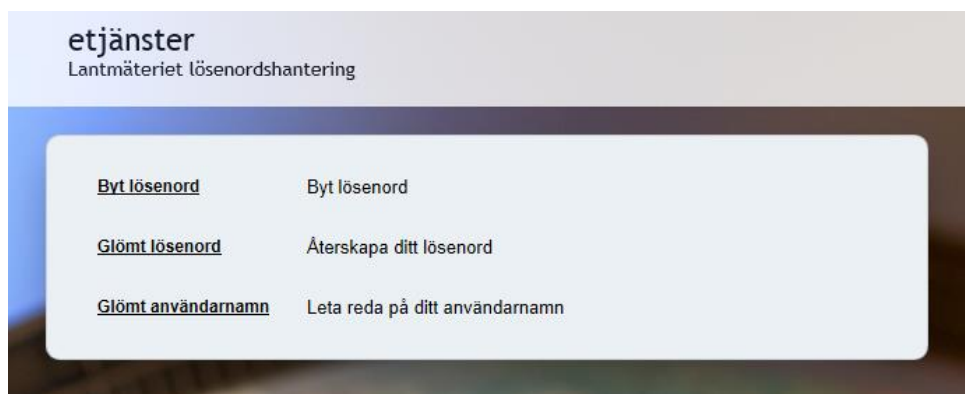 etjänster
Lantmäteriet lösenordshantering
Byt lösenord Byt lösenord
Glömt lösenord Återskapa ditt lösenord
Glömt användarnamn Leta reda på ditt användarnamn